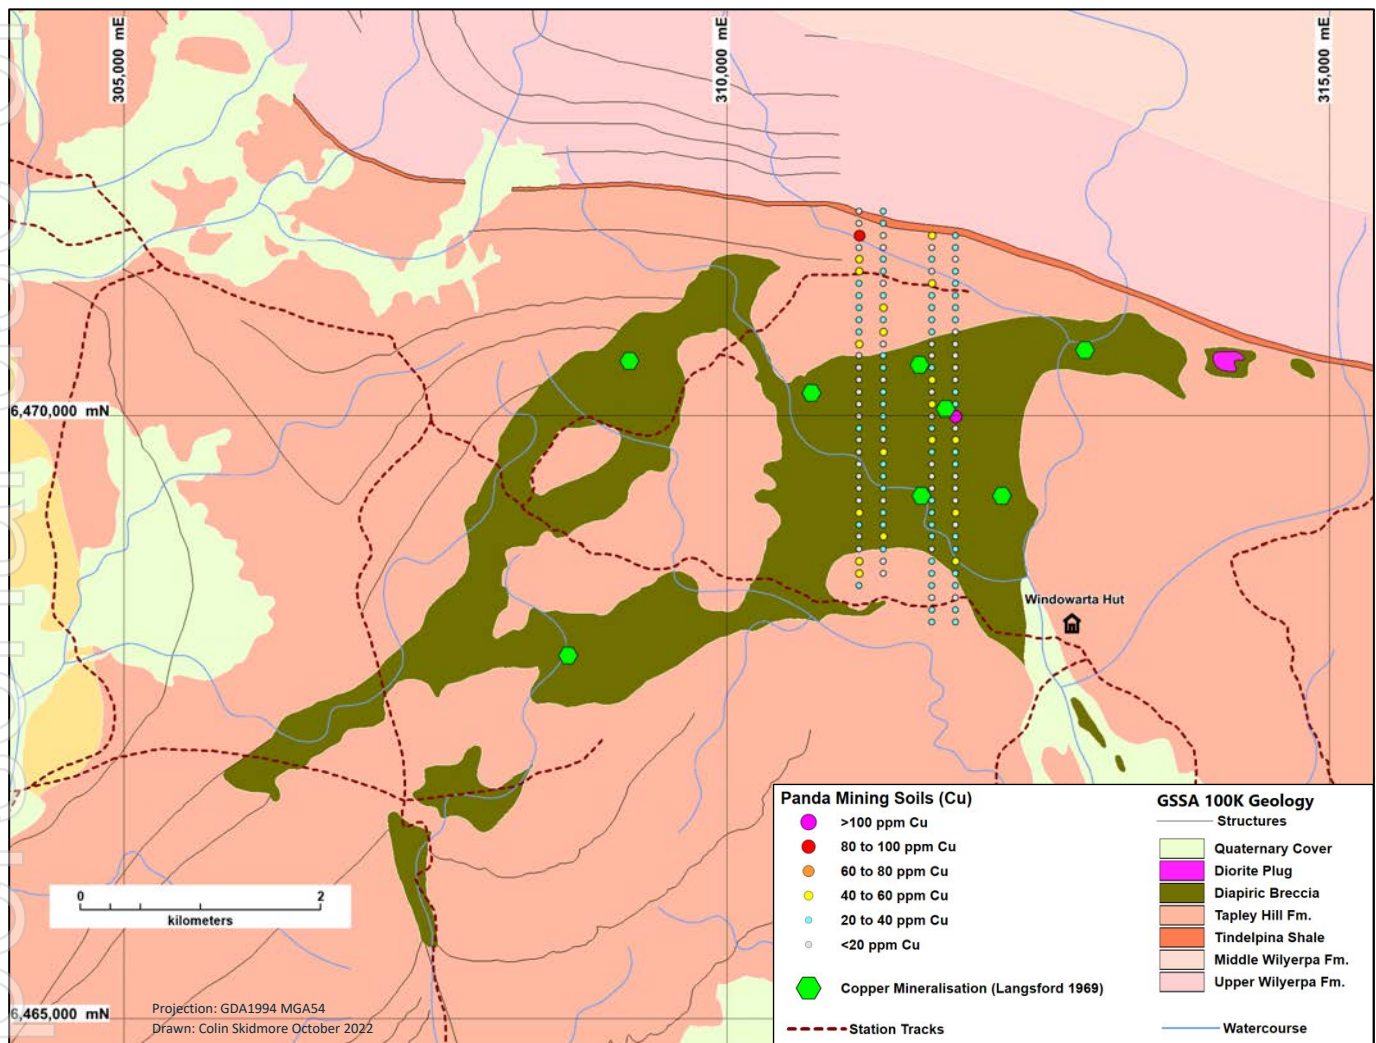 305,000 mE
310,000 mE
315,000 mE
6,470,000 mN
Windowarta Hut
Panda Mining Soils (Cu)
>100 ppm Cu
80 to 100 ppm Cu
60 to 80 ppm Cu
40 to 60 ppm Cu
20 to 40 ppm Cu
<20 ppm Cu
Copper Mineralisation (Langsford 1969)
Station Tracks
GSSA 100K Geology
Structures
Quaternary Cover
Diorite Plug
Diapiric Breccia
Tapley Hill Fm.
Tindelpina Shale
Middle Wilyerpa Fm.
Upper Wilyerpa Fm.
Watercourse
0 2
kilometers
6,465,000 mN
Projection: GDA1994 MGA54
Drawn: Colin Skidmore October 2022